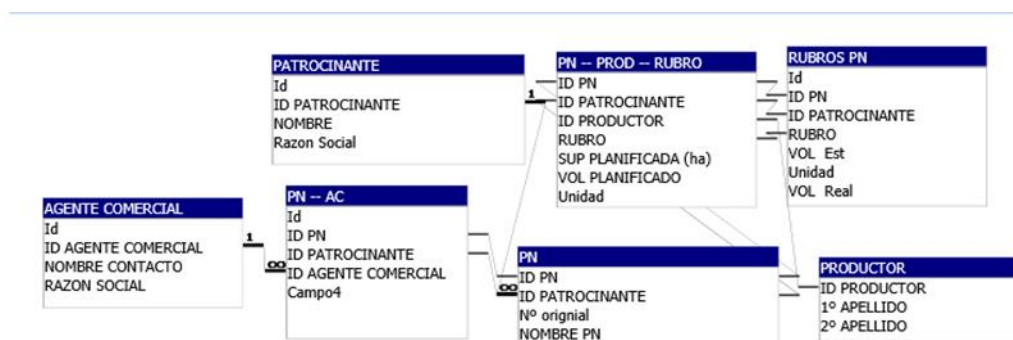 PATROCINANTE
Id
ID PATROCINANTE
NOMBRE
Razon Social
1
PN -- PROD -- RUBRO
ID PN
ID PATROCINANTE
ID PRODUCTOR
RUBRO
SUP PLANIFICADA (ha)
VOL PLANIFICADO
Unidad
RUBROS PN
Id
ID PN
ID PATROCINANTE
RUBRO
VOL Est
Unidad
VOL Real
AGENTE COMERCIAL
Id
ID AGENTE COMERCIAL
NOMBRE CONTACTO
RAZON SOCIAL
1
∞
PN -- AC
Id
ID PN
ID PATROCINANTE
ID AGENTE COMERCIAL
Campo4
∞
PN
ID PN
ID PATROCINANTE
Nº orignial
NOMBRE PN
PRODUCTOR
ID PRODUCTOR
1º APELLIDO
2º APELLIDO